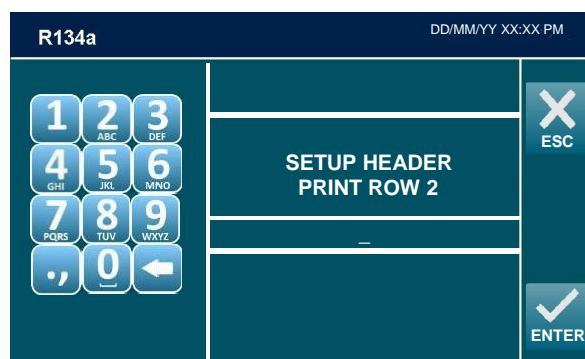 R134a
DD/MM/YY XX:XX PM
1
2
ABC
3
DEF
4
GHI
5
JKL
6
MNO
7
PQRS
8
TUV
9
WXYZ
.,
0
SETUP HEADER
PRINT ROW 2
_
ESC
ENTER